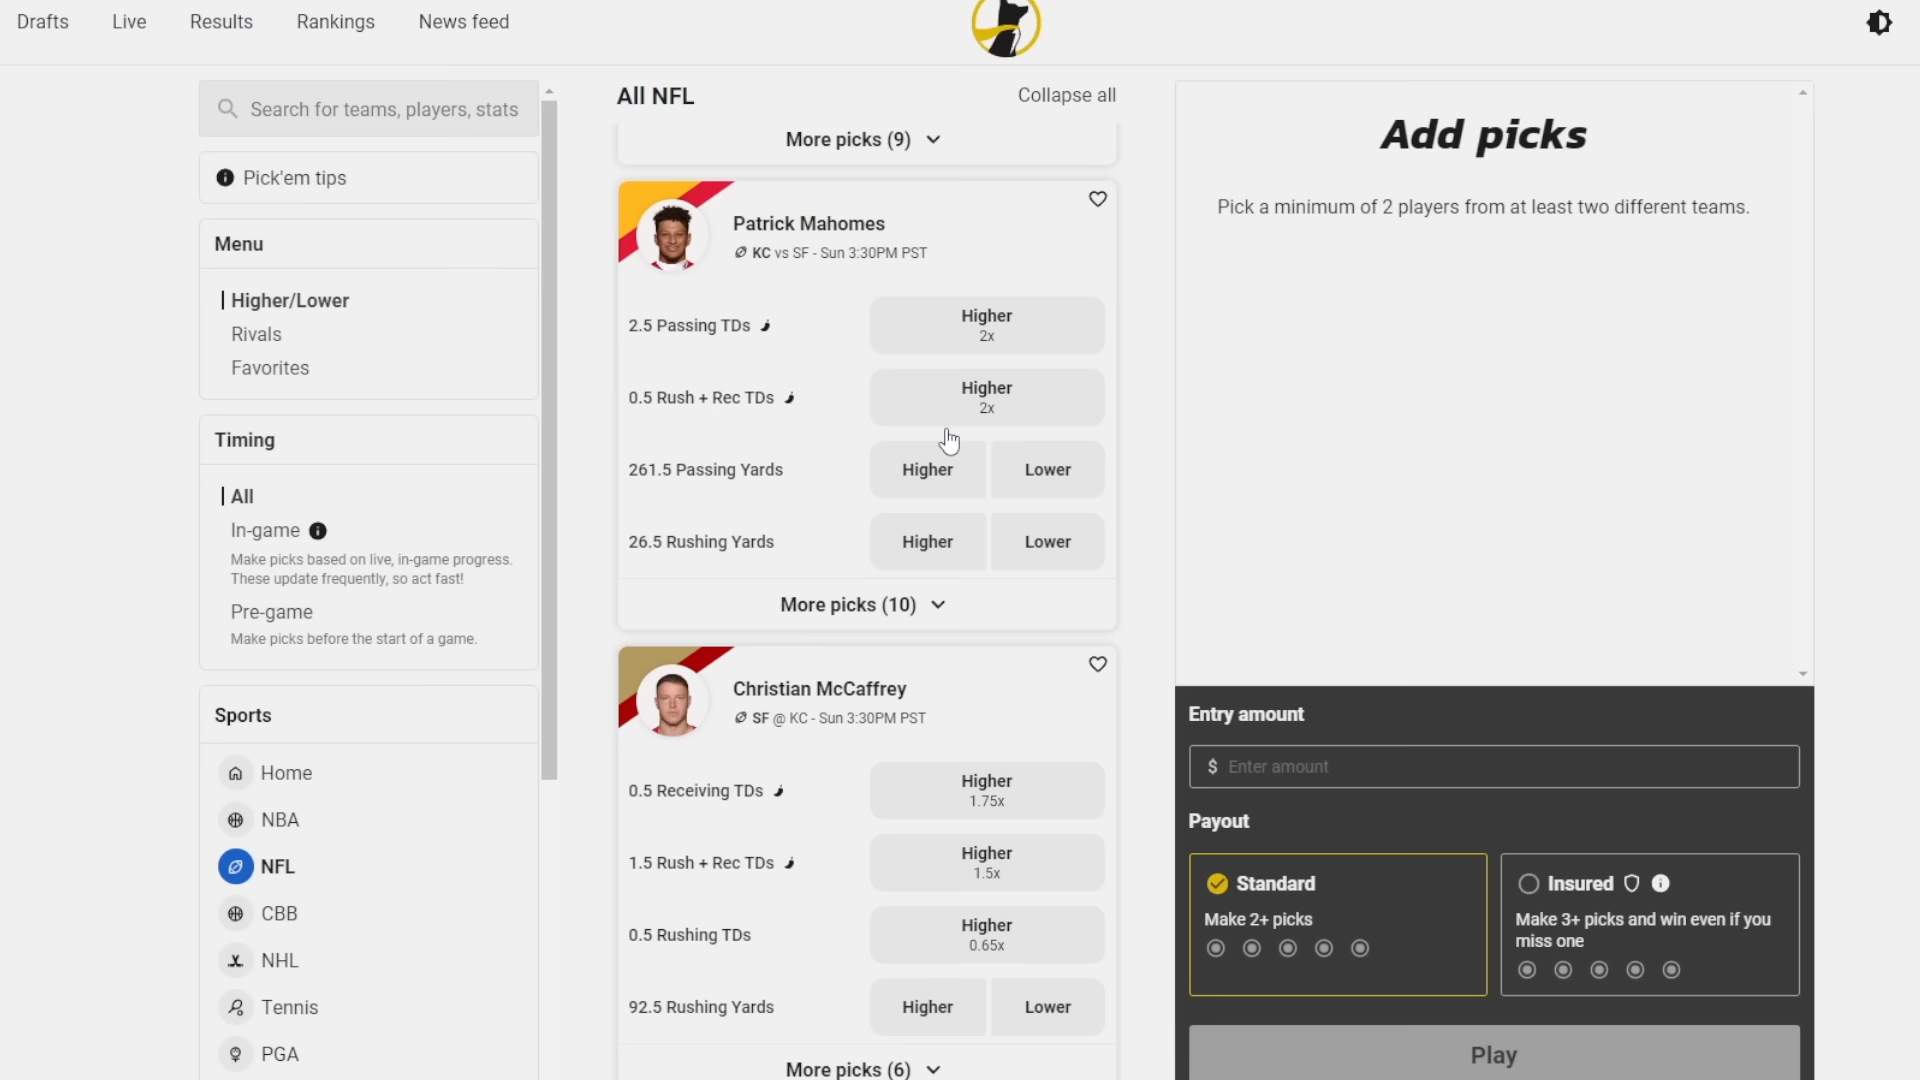 Drafts
Live
Results
Rankings
News feed
Search for teams, players, stats
Pick'em tips
Menu
Higher/Lower
Rivals
Favorites
Timing
All
In-game
Make picks based on live, in-game progress.
These update frequently, so act fast!
Pre-game
Make picks before the start of a game.
Sports
Home
NBA
NFL
CBB
NHL
Tennis
PGA
All NFL
Collapse all
More picks (9)
Patrick Mahomes
KC vs SF - Sun 3:30PM PST
2.5 Passing TDs
Higher
2x
0.5 Rush + Rec TDs
Higher
2x
261.5 Passing Yards
Higher
Lower
26.5 Rushing Yards
Higher
Lower
More picks (10)
Christian McCaffrey
SF @ KC - Sun 3:30PM PST
0.5 Receiving TDs
Higher
1.75x
1.5 Rush + Rec TDs
Higher
1.5x
0.5 Rushing TDs
Higher
0.65x
92.5 Rushing Yards
Higher
Lower
More picks (6)
Add picks
Pick a minimum of 2 players from at least two different teams.
Entry amount
$ Enter amount
Payout
Standard
Make 2+ picks
Insured
Make 3+ picks and win even if you
miss one
Play